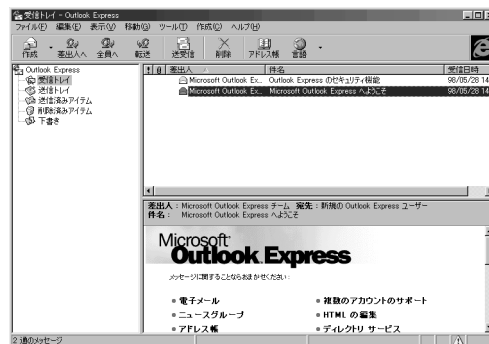 受信トレイ - Outlook Express
ファイル(F) 編集(E) 表示(V) 移動(G) ツール(T) 作成(C) ヘルプ(H)
作成 差出人へ 全員へ 転送 送受信 削除 アドレス帳 言語
Outlook Express
受信トレイ
送信トレイ
送信済みアイテム
削除済みアイテム
下書き
! 差出人 件名 受信日時
Microsoft Outlook Ex... Outlook Express のセキュリティ機能 98/05/28 14
Microsoft Outlook Ex... Microsoft Outlook Express へようこそ 98/05/28 14
差出人： Microsoft Outlook Express チーム 宛先：新規の Outlook Express ユーザー
件名： Microsoft Outlook Express へようこそ
Microsoft
Outlook Express
メッセージに関することならおまかせください:
電子メール 複数のアカウントのサポート
ニュースグループ HTML の編集
アドレス帳 ディレクトリ サービス
2 通のメッセージ